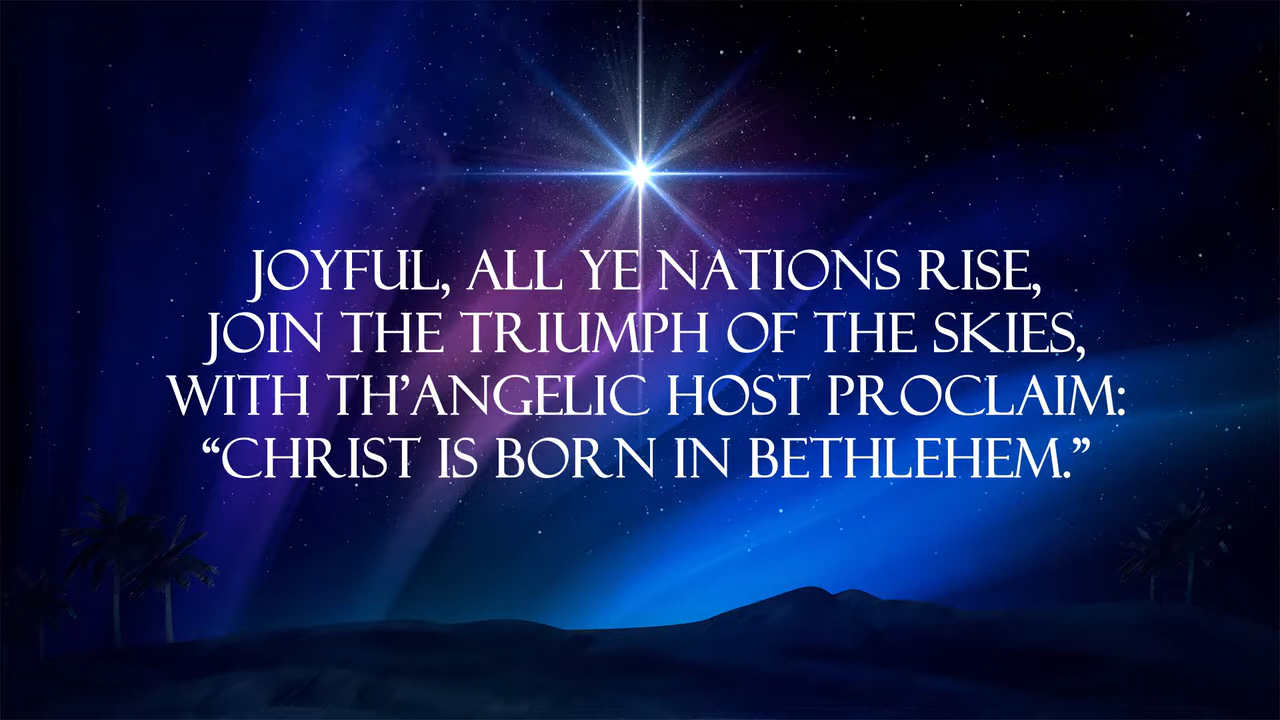 JOYFUL, ALL YE NATIONS RISE,
JOIN THE TRIUMPH OF THE SKIES,
WITH TH’ANGELIC HOST PROCLAIM:
“CHRIST IS BORN IN BETHLEHEM.”